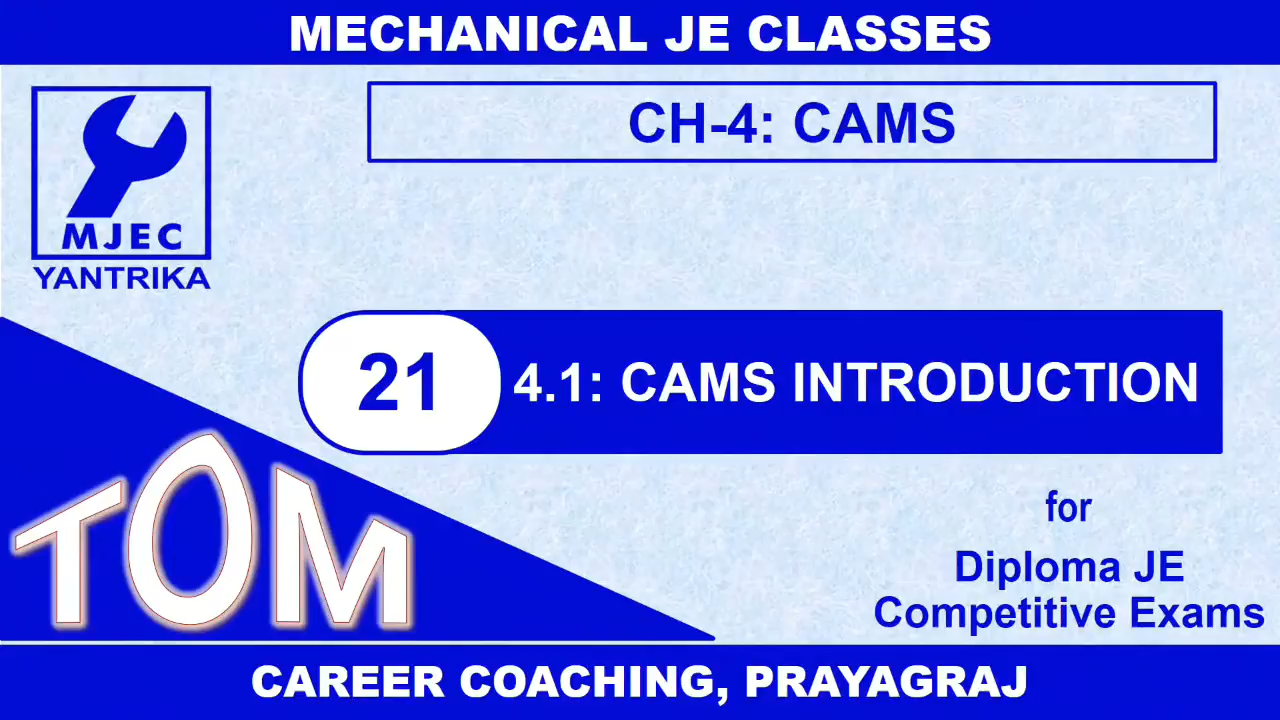 MECHANICAL JE CLASSES
CH-4: CAMS
MJEC
YANTRIKA
21 4.1: CAMS INTRODUCTION
TOM
for
Diploma JE
Competitive Exams
CAREER COACHING, PRAYAGRAJ